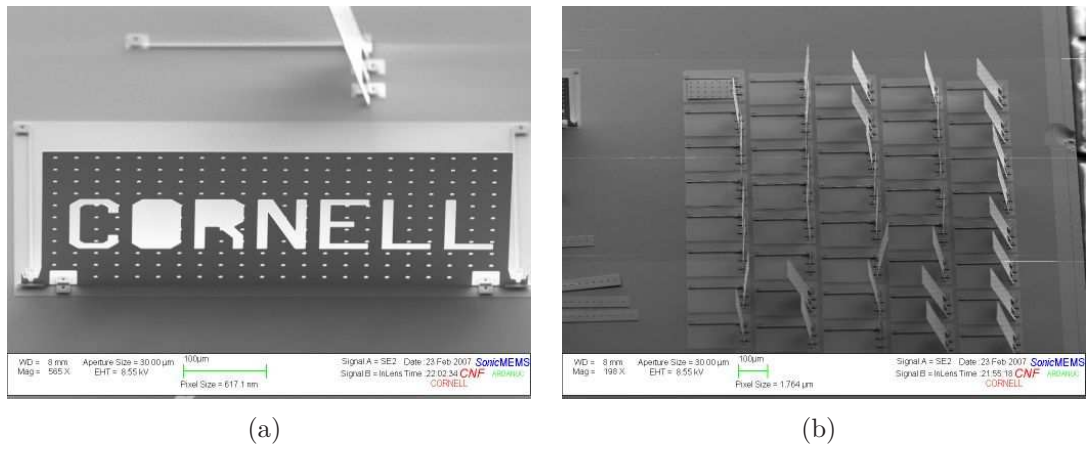 CORNELL
WD = 8 mm Aperture Size = 30.00 µm 100µm Signal A = SE2 Date :23 Feb 2007 SonicMEMS
Mag = 565 X EHT = 8.55 kV Signal B = InLens Time :22:02:34 CNF ARDANUC
Pixel Size = 617.1 nm CORNELL
WD = 8 mm Aperture Size = 30.00 µm 100µm Signal A = SE2 Date :23 Feb 2007 SonicMEMS
Mag = 198 X EHT = 8.55 kV Signal B = InLens Time :21:55:18 CNF ARDANUC
Pixel Size = 1.764 µm CORNELL
(a) (b)